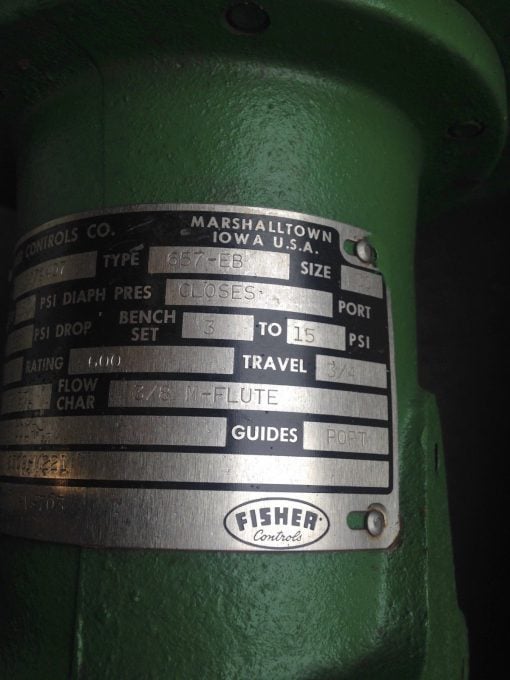 CONTROLS CO. MARSHALLTOWN
IOWA U.S.A.
TYPE 657-EB SIZE
PSI DIAPH PRES CLOSES PORT
PSI DROP BENCH SET 3 TO 15 PSI
RATING 600 TRAVEL 3/4
FLOW CHAR 3/8 M-FLUTE
GUIDES PORT
FISHER
Controls